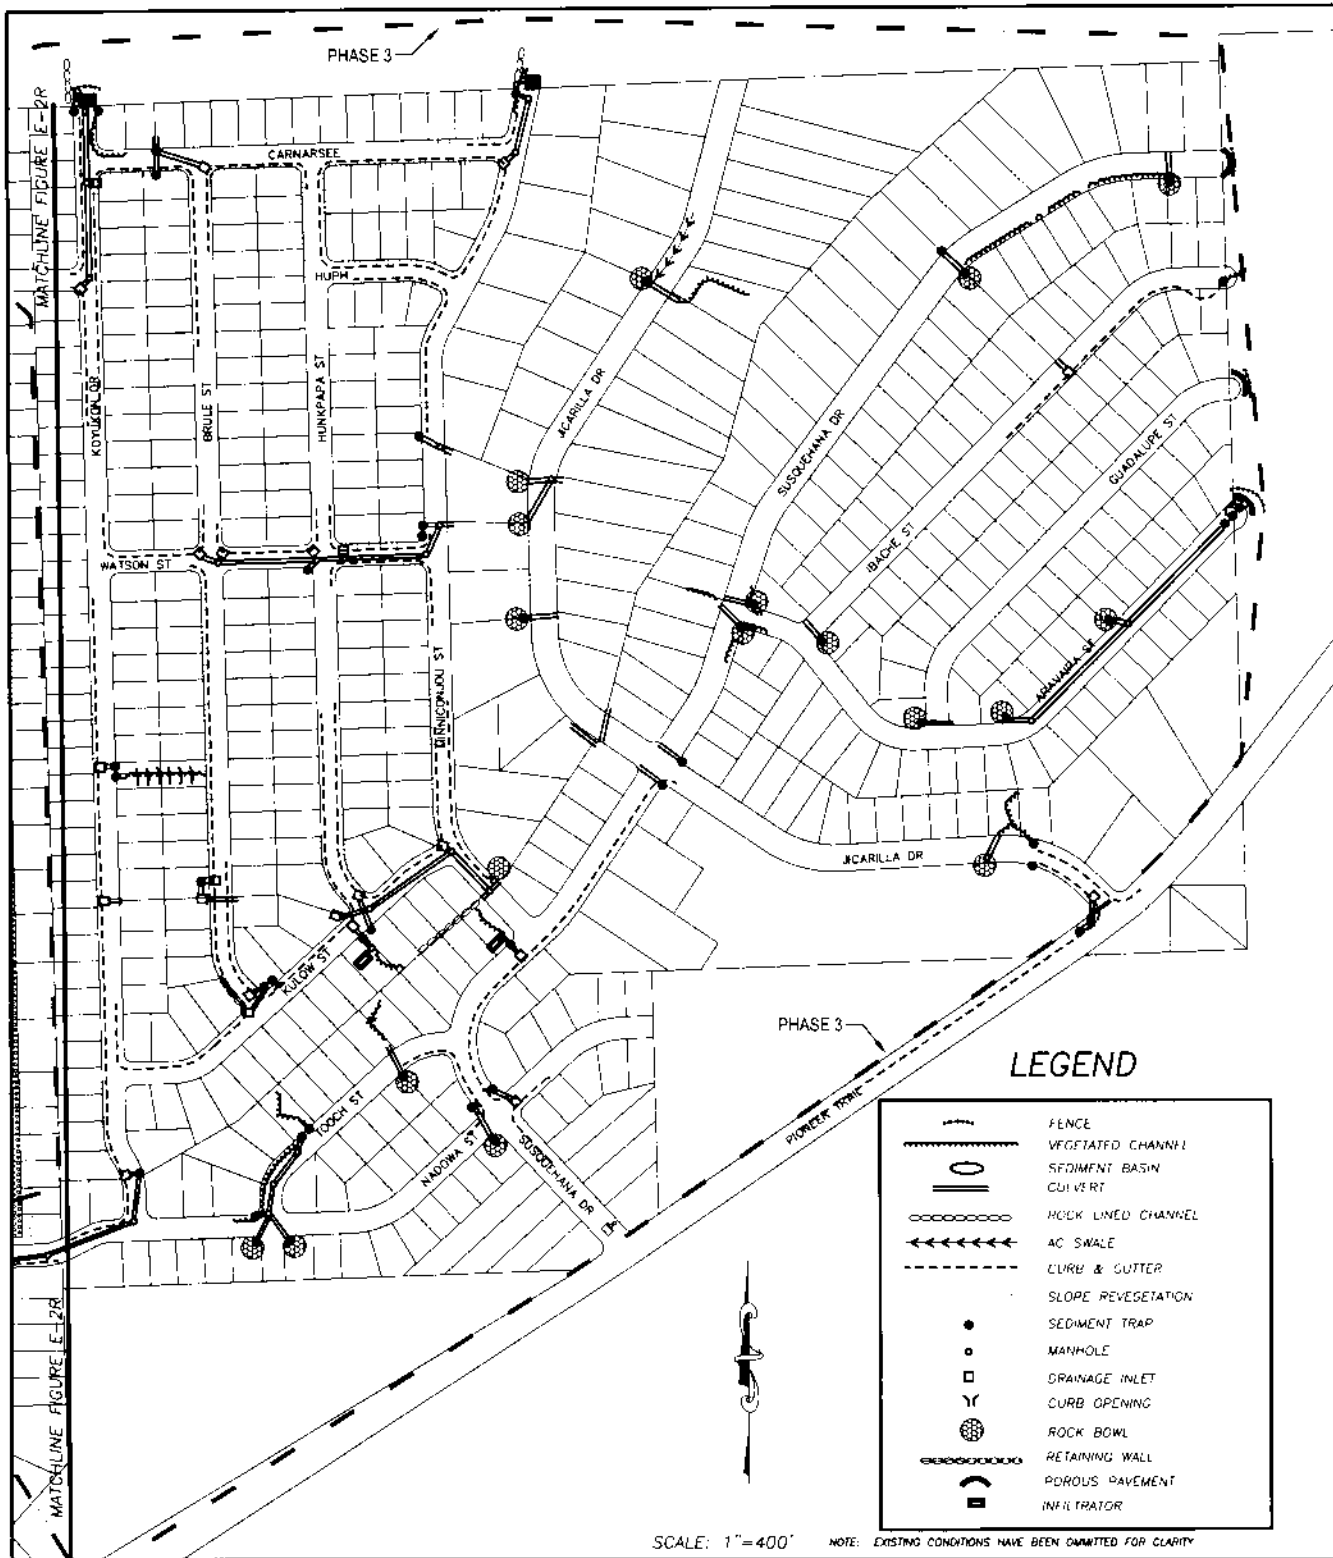 PHASE 3
MATCHLINE FIGURE E-2R
CARNARSEE
HUPH
KOYUKON DR
BRULE ST
HUNKPAPA ST
JICARILLA DR
SUSQUEHANA DR
GUADALUPE ST
IBACHE ST
WATSON ST
MINNICONJOU ST
ARAVAIPA ST
JICARILLA DR
KULOW ST
TOOCH ST
NADOWA ST
SUSQUEHANA DR
PIONEER TRAIL
PHASE 3
MATCHLINE FIGURE E-2R
LEGEND
FENCE
VEGETATED CHANNEL
SEDIMENT BASIN
CULVERT
ROCK LINED CHANNEL
AC SWALE
CURB & GUTTER
SLOPE REVEGETATION
SEDIMENT TRAP
MANHOLE
DRAINAGE INLET
CURB OPENING
ROCK BOWL
RETAINING WALL
POROUS PAVEMENT
INFILTRATOR
SCALE: 1"=400'
NOTE: EXISTING CONDITIONS HAVE BEEN OMMITTED FOR CLARITY